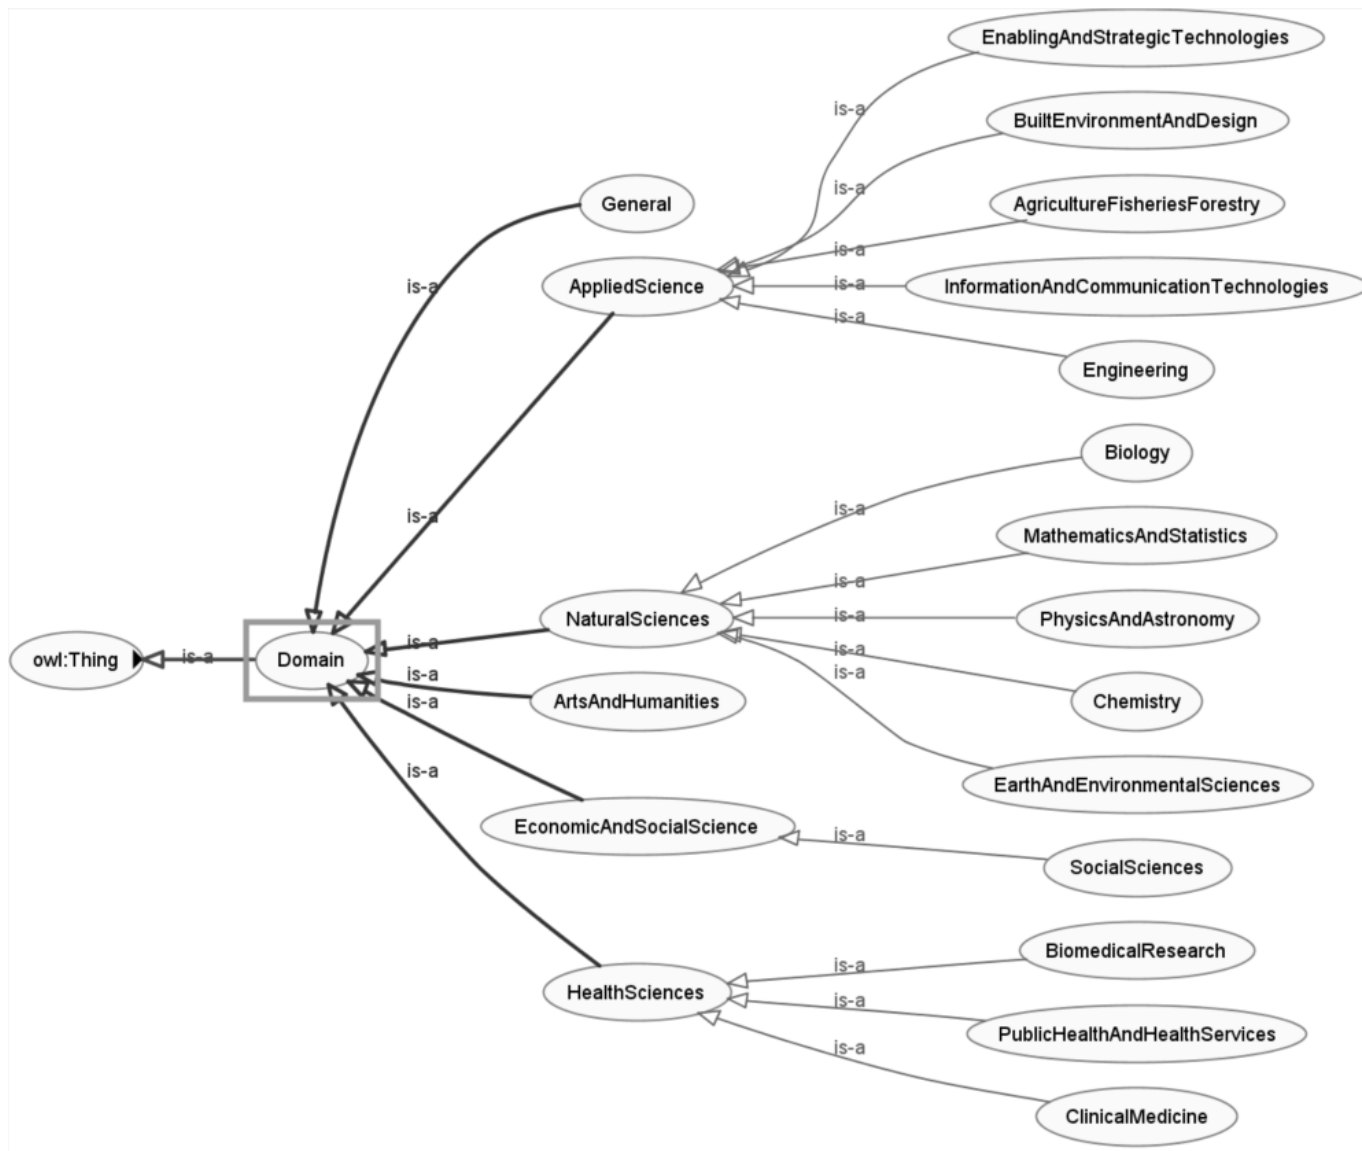 EnablingAndStrategicTechnologies
is-a
BuiltEnvironmentAndDesign
is-a
General
AgricultureFisheriesForestry
is-a
is-a
AppliedScience
is-a
InformationAndCommunicationTechnologies
is-a
Engineering
Biology
is-a
is-a
MathematicsAndStatistics
is-a
NaturalSciences
is-a
PhysicsAndAstronomy
is-a
is-a
owl:Thing
is-a
Domain
is-a
is-a
ArtsAndHumanities
is-a
Chemistry
is-a
EarthAndEnvironmentalSciences
EconomicAndSocialScience
is-a
SocialSciences
BiomedicalResearch
is-a
HealthSciences
is-a
PublicHealthAndHealthServices
is-a
ClinicalMedicine